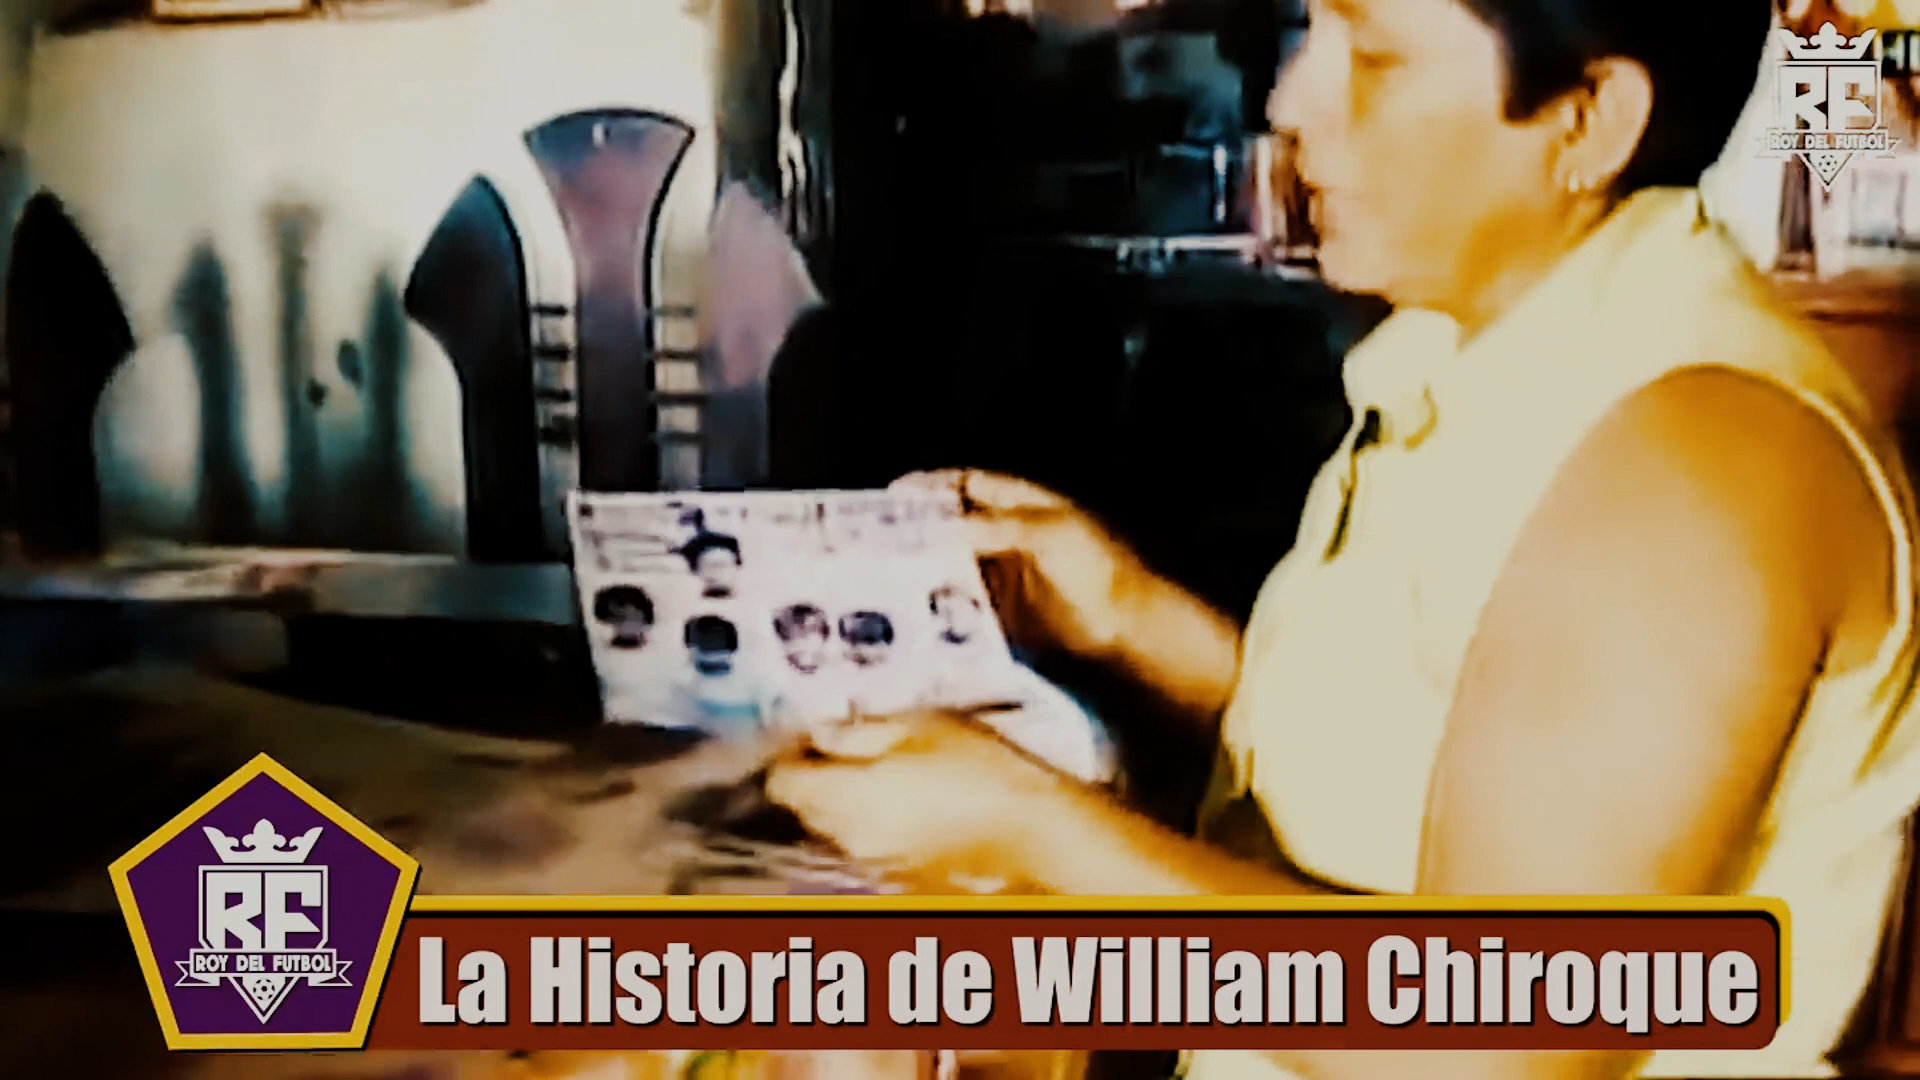 RF
ROY DEL FUTBOL
RF
ROY DEL FUTBOL
La Historia de William Chiroque